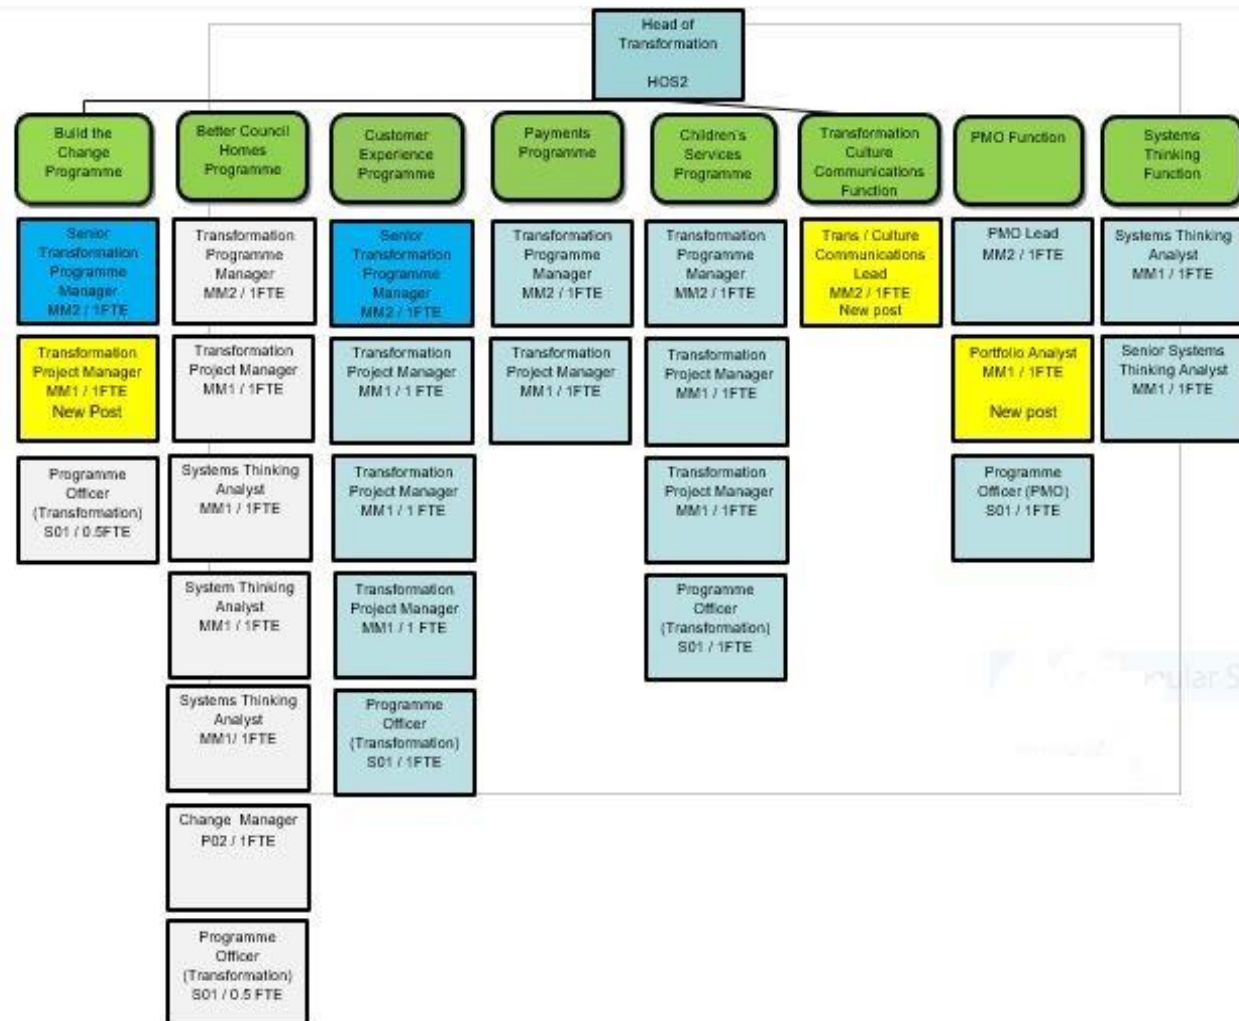 Head of
Transformation
HOS2
Build the
Change
Programme
Better Council
Homes
Programme
Customer
Experience
Programme
Payments
Programme
Children's
Services
Programme
Transformation
Culture
Communications
Function
PMO Function
Systems
Thinking
Function
Senior
Transformation
Programme
Manager
MM2 / 1FTE
Transformation
Project Manager
MM1 / 1FTE
New Post
Programme
Officer
(Transformation)
S01 / 0.5FTE
Transformation
Programme
Manager
MM2 / 1FTE
Transformation
Project Manager
MM1 / 1FTE
Systems Thinking
Analyst
MM1 / 1FTE
System Thinking
Analyst
MM1 / 1FTE
Systems Thinking
Analyst
MM1/ 1FTE
Change Manager
P02 / 1FTE
Programme
Officer
(Transformation)
S01 / 0.5 FTE
Senior
Transformation
Programme
Manager
MM2 / 1FTE
Transformation
Project Manager
MM1 / 1 FTE
Transformation
Project Manager
MM1 / 1 FTE
Transformation
Project Manager
MM1 / 1 FTE
Programme
Officer
(Transformation)
S01 / 1FTE
Transformation
Programme
Manager
MM2 / 1FTE
Transformation
Project Manager
MM1 / 1FTE
Transformation
Programme
Manager
MM2 / 1FTE
Transformation
Project Manager
MM1 / 1FTE
Transformation
Project Manager
MM1 / 1FTE
Programme
Officer
(Transformation)
S01 / 1FTE
Trans / Culture
Communications
Lead
MM2 / 1FTE
New post
PMO Lead
MM2 / 1FTE
Portfolio Analyst
MM1 / 1FTE
New post
Programme
Officer (PMO)
S01 / 1FTE
Systems Thinking
Analyst
MM1 / 1FTE
Senior Systems
Thinking Analyst
MM1 / 1FTE